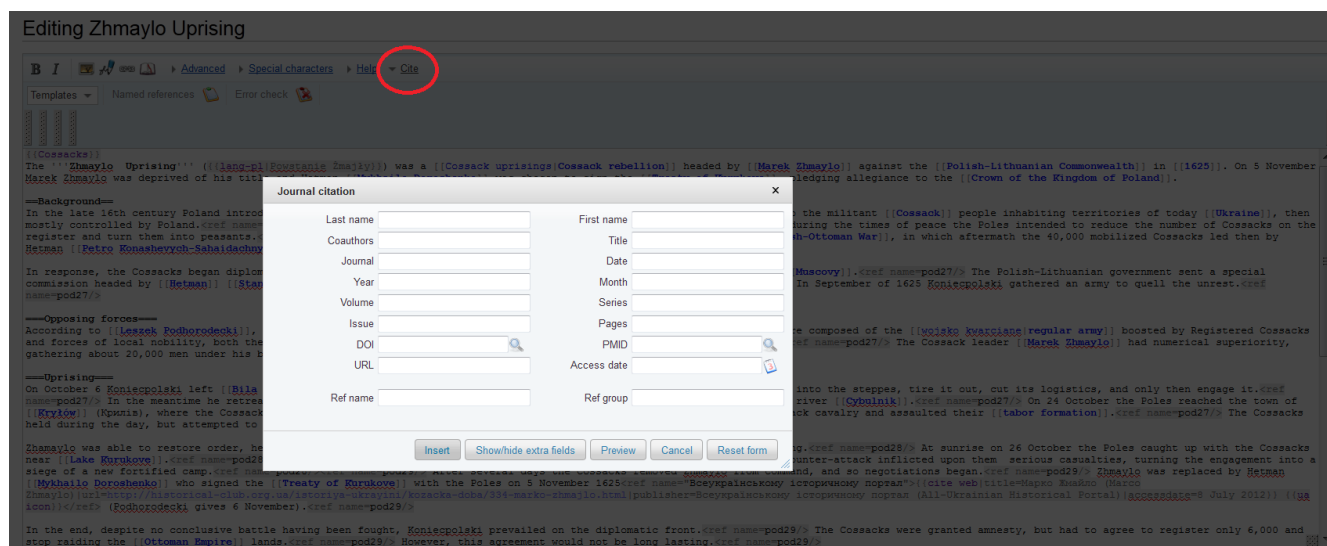 Editing Zhmaylo Uprising
B I Advanced Special characters Help Cite
Templates Named references Error check
{{Cossacks}}
The '''Zhmaylo Uprising''' ({{lang-pl|Powstanie Żmajły}}) was a [[Cossack uprisings|Cossack rebellion]] headed by [[Marek Zhmaylo]] against the [[Polish-Lithuanian Commonwealth]] in [[1625]]. On 5 November
Marek Zhmaylo was deprived of his pledging allegiance to the [[Crown of the Kingdom of Poland]].
Journal citation ×
==Background==
In the late 16th century Poland introd the militant [[Cossack]] people inhabiting territories of today [[Ukraine]], then
Last name First name
mostly controlled by Poland.<ref name= during the times of peace the Poles intended to reduce the number of Cossacks on the
register and turn them into peasants. sh-Ottoman War]], in which aftermath the 40,000 mobilized Cossacks led then by
Coauthors Title
Hetman [[Petro Konashevych-Sahaidachny
Journal Date
In response, the Cossacks began diplom Muscovy]].<ref name=pod27/> The Polish-Lithuanian government sent a special
commission headed by [[Hetman]] [[Stan In September of 1625 Koniecpolski gathered an army to quell the unrest.<ref
Year Month
name=pod27/>
Volume Series
===Opposing forces===
Issue Pages
According to [[Leszek Podhorodecki]], re composed of the [[wojsko kwarciane|regular army]] boosted by Registered Cossacks
and forces of local nobility, both the ef name=pod27/> The Cossack leader [[Marek Zhmaylo]] had numerical superiority,
DOI PMID
gathering about 20,000 men under his b
URL Access date
===Uprising===
On October 6 Koniecpolski left [[Bila into the steppes, tire it out, cut its logistics, and only then engage it.<ref
name=pod27/> In the meantime he retrea river [[Cybulnik]].<ref name=pod27/> On 24 October the Poles reached the town of
Ref name Ref group
[[Kryłów]] (Крилів), where the Cossack ck cavalry and assaulted their [[tabor formation]].<ref name=pod27/> The Cossacks
held during the day, but attempted to
Zhamaylo was able to restore order, he ng.<ref name=pod28/> At sunrise on 26 October the Poles caught up with the Cossacks
Insert Show/hide extra fields Preview Cancel Reset form
near [[Lake Kurukove]].<ref name=pod28 unter-attack inflicted upon them serious casualties, turning the engagement into a
siege of a new fortified camp.<ref name=pod28/><ref name=pod29/> After several days the Cossacks removed Zhmaylo from command, and so negotiations began.<ref name=pod29/> Zhmaylo was replaced by Hetman
[[Mykhailo Doroshenko]] who signed the [[Treaty of Kurukove]] with the Poles on 5 November 1625<ref name="Всеукраїнському історичному портал">{{cite web|title=Марко Жмайло (Marco
Zhmaylo)|url=http://historical-club.org.ua/istoriya-ukrayini/kozacka-doba/334-marko-zhmajlo.html|publisher=Всеукраїнському історичному портал (All-Ukrainian Historical Portal)|accessdate=8 July 2012}} {{ua
icon}}</ref> (Podhorodecki gives 6 November).<ref name=pod29/>
In the end, despite no conclusive battle having been fought, Koniecpolski prevailed on the diplomatic front.<ref name=pod29/> The Cossacks were granted amnesty, but had to agree to register only 6,000 and
stop raiding the [[Ottoman Empire]] lands.<ref name=pod29/> However, this agreement would not be long lasting.<ref name=pod29/>